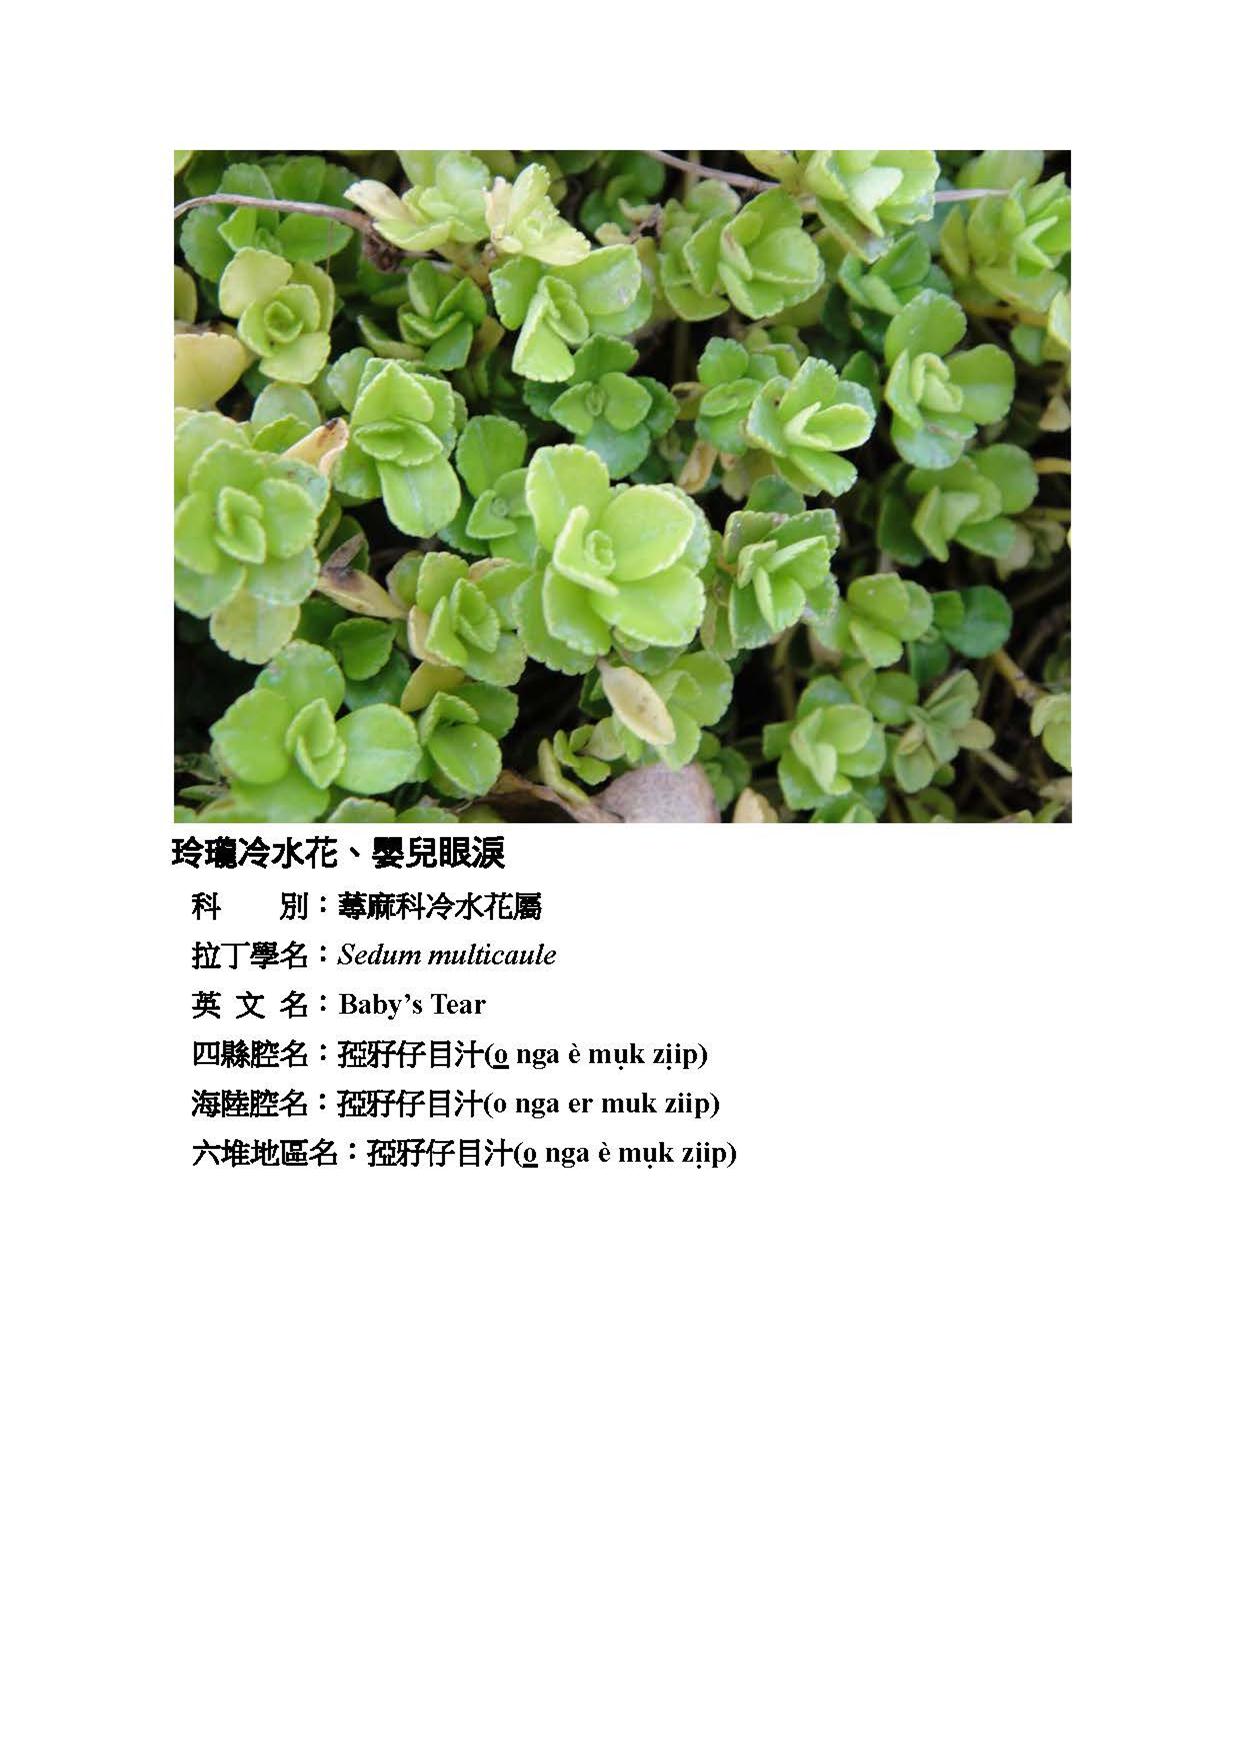 玲瓏冷水花、嬰兒眼淚
科　　別：蕁麻科冷水花屬
拉丁學名：Sedum multicaule
英 文 名：Baby’s Tear
四縣腔名：孲伢仔目汁(o̲ nga è mụk zịip)
海陸腔名：孲伢仔目汁(o nga er muk ziip)
六堆地區名：孲伢仔目汁(o̲ nga è mụk zịip)